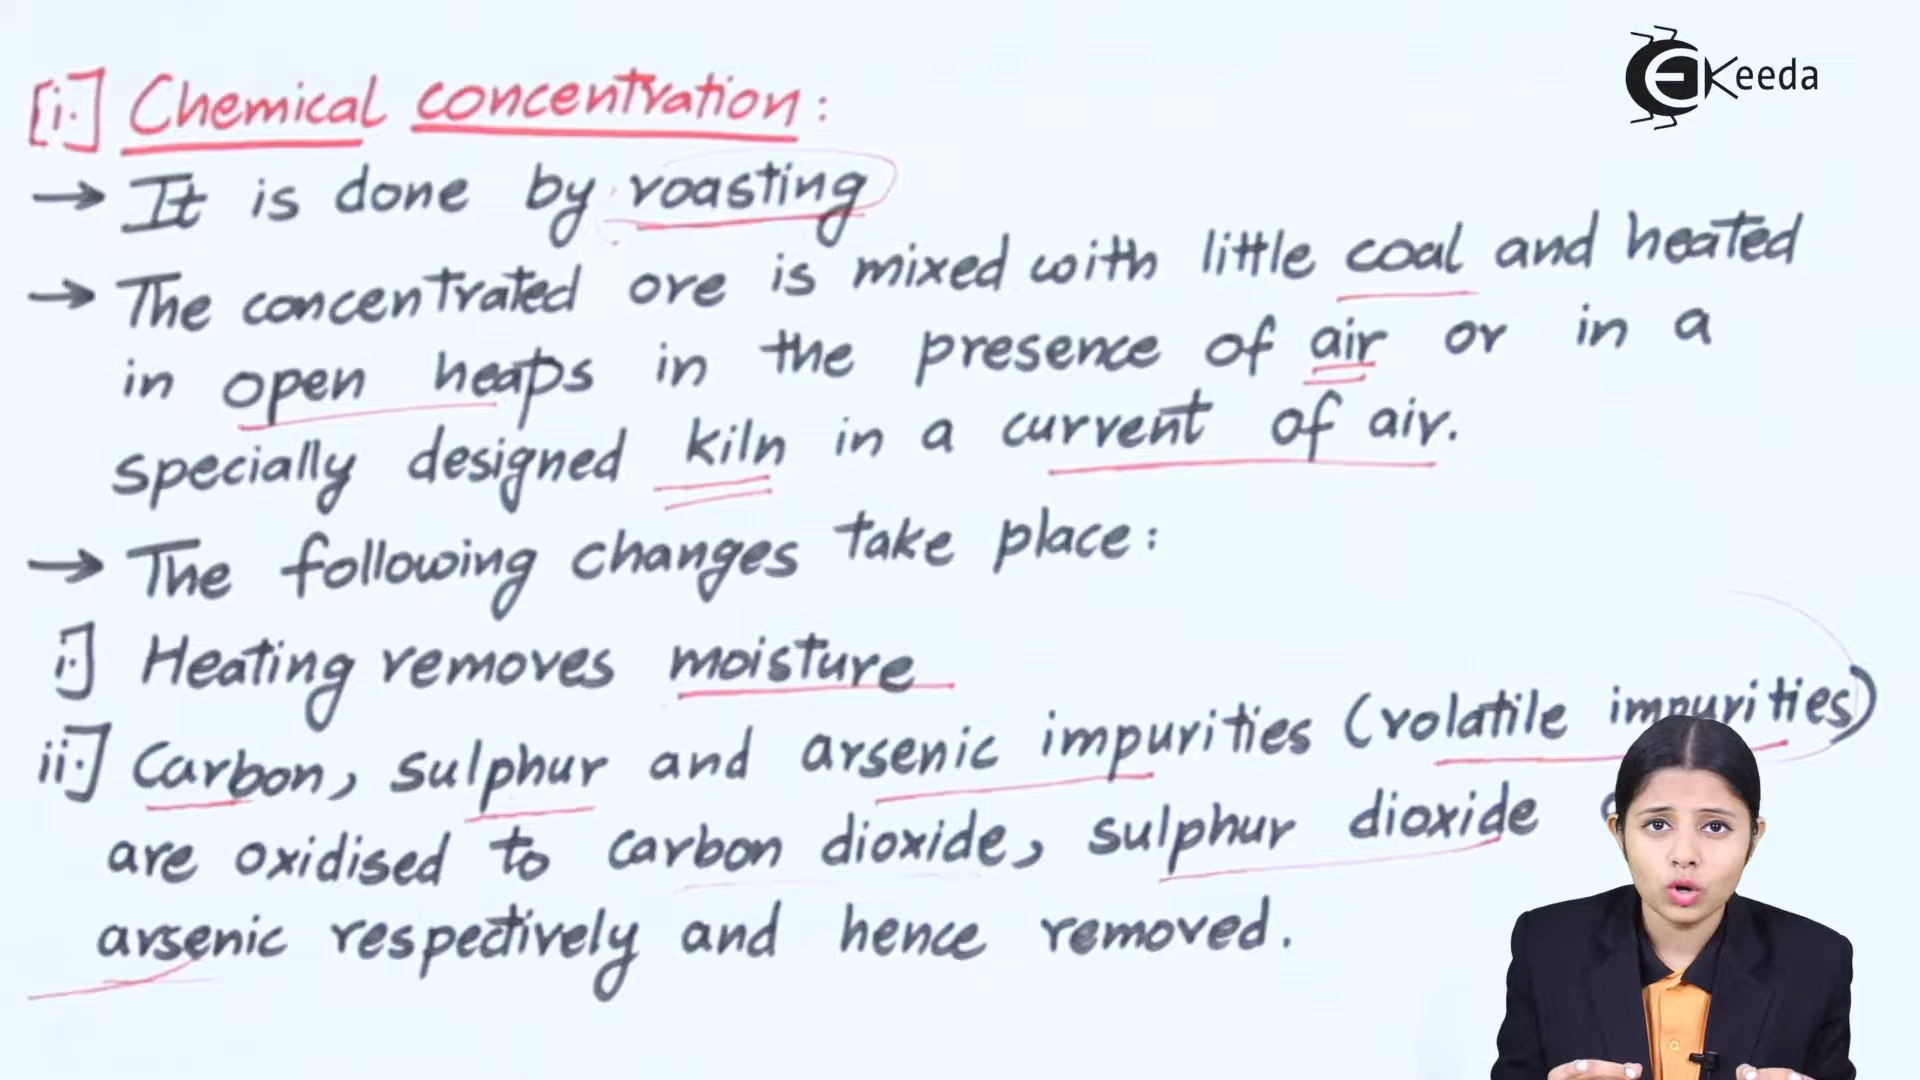 EKeeda
[i.] Chemical concentration:
→ It is done by roasting
→ The concentrated ore is mixed with little coal and heated
in open heaps in the presence of air or in a
specially designed kiln in a current of air.
→ The following changes take place:
i.] Heating removes moisture
ii.] Carbon, sulphur and arsenic impurities (volatile impurities)
are oxidised to carbon dioxide, sulphur dioxide
arsenic respectively and hence removed.